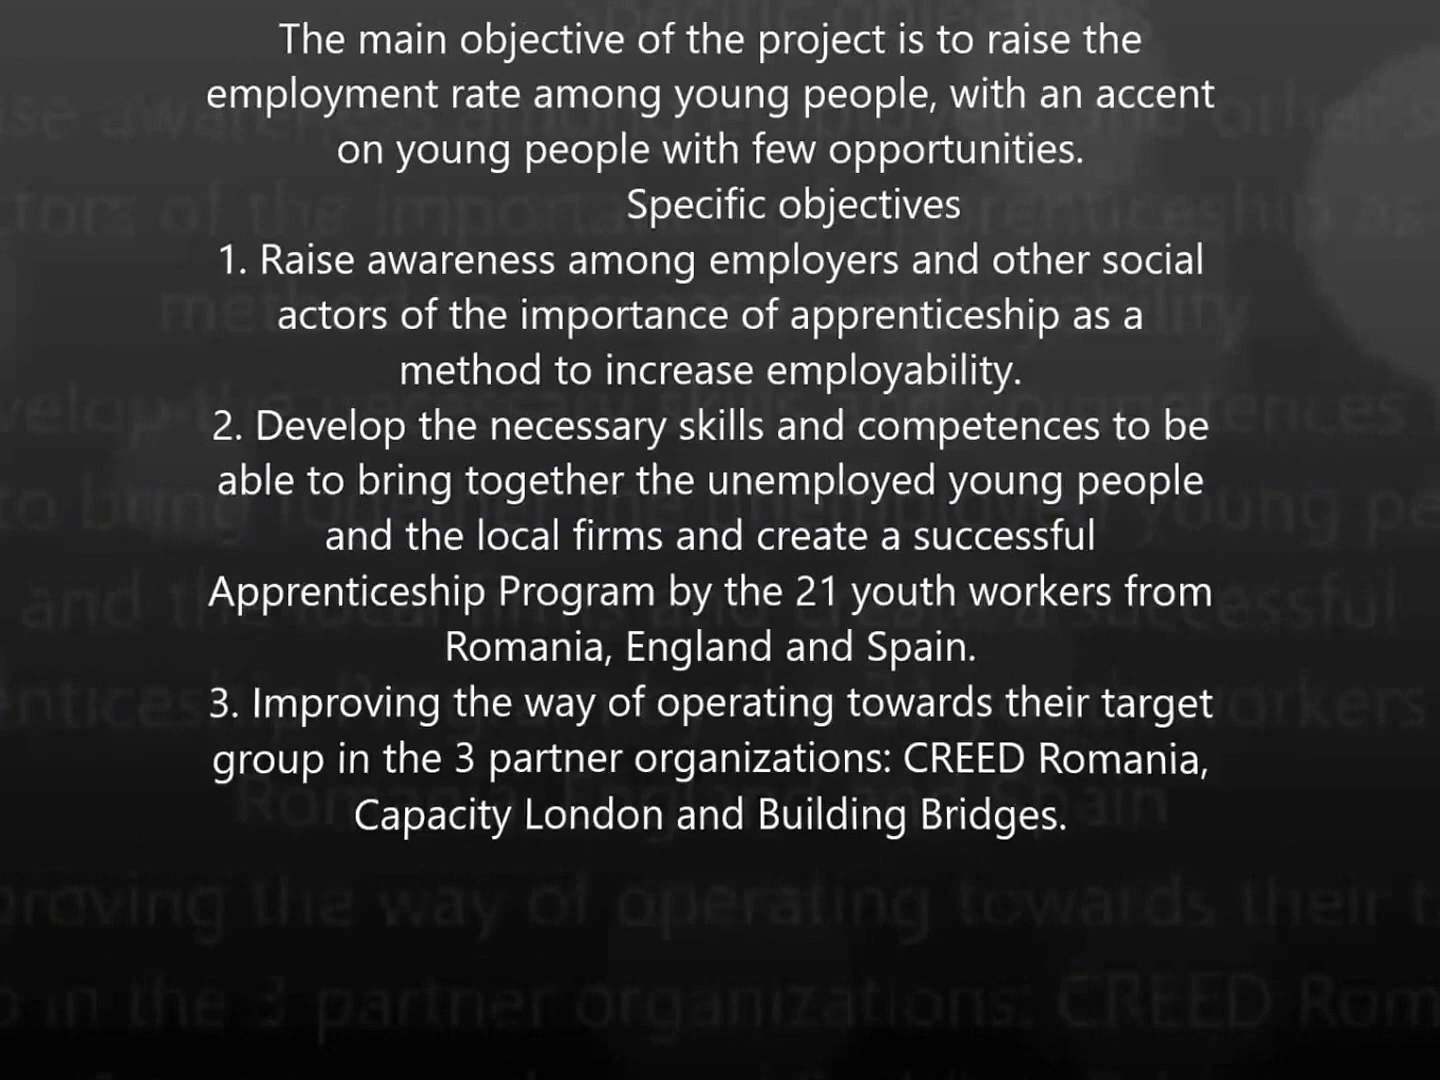 The main objective of the project is to raise the
employment rate among young people, with an accent
on young people with few opportunities.
Specific objectives
1. Raise awareness among employers and other social
actors of the importance of apprenticeship as a
method to increase employability.
2. Develop the necessary skills and competences to be
able to bring together the unemployed young people
and the local firms and create a successful
Apprenticeship Program by the 21 youth workers from
Romania, England and Spain.
3. Improving the way of operating towards their target
group in the 3 partner organizations: CREED Romania,
Capacity London and Building Bridges.